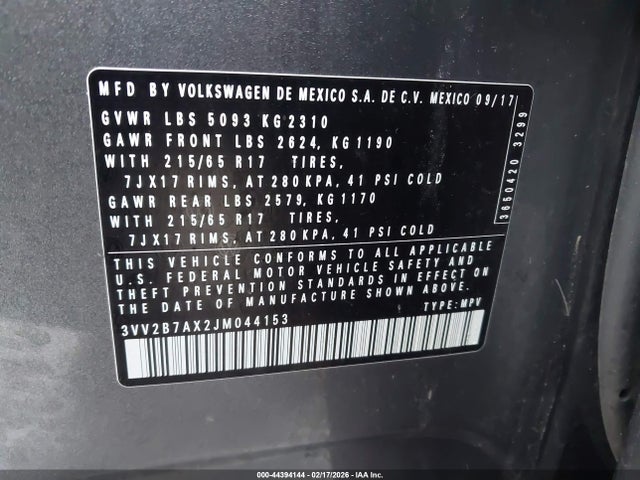 MFD BY VOLKSWAGEN DE MEXICO S.A. DE C.V. MEXICO 09/17
GVWR LBS 5093 KG 2310
GAWR FRONT LBS 2624, KG 1190
WITH 215/65 R17 TIRES,
7JX17 RIMS, AT 280 KPA, 41 PSI COLD
GAWR REAR LBS 2579, KG 1170
WITH 215/65 R17 TIRES,
7JX17 RIMS, AT 280 KPA, 41 PSI COLD
THIS VEHICLE CONFORMS TO ALL APPLICABLE
U.S. FEDERAL MOTOR VEHICLE SAFETY AND
THEFT PREVENTION STANDARDS IN EFFECT ON
THE DATE OF MANUFACTURE SHOWN ABOVE.
3VV2B7AX2JM044153 TYPE: MPV
3650420 3299
000-44394144 - 02/17/2026 - IAA Inc.